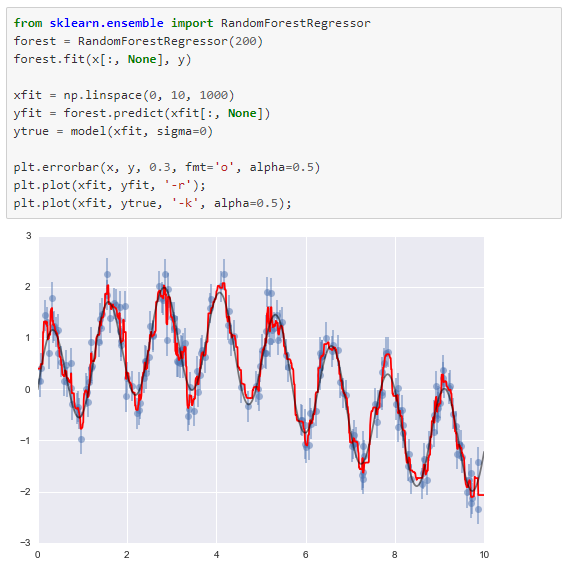 from sklearn.ensemble import RandomForestRegressor
forest = RandomForestRegressor(200)
forest.fit(x[:, None], y)
xfit = np.linspace(0, 10, 1000)
yfit = forest.predict(xfit[:, None])
ytrue = model(xfit, sigma=0)
plt.errorbar(x, y, 0.3, fmt='o', alpha=0.5)
plt.plot(xfit, yfit, '-r');
plt.plot(xfit, ytrue, '-k', alpha=0.5);
3
2
1
0
−1
−2
−3
0 2 4 6 8 10